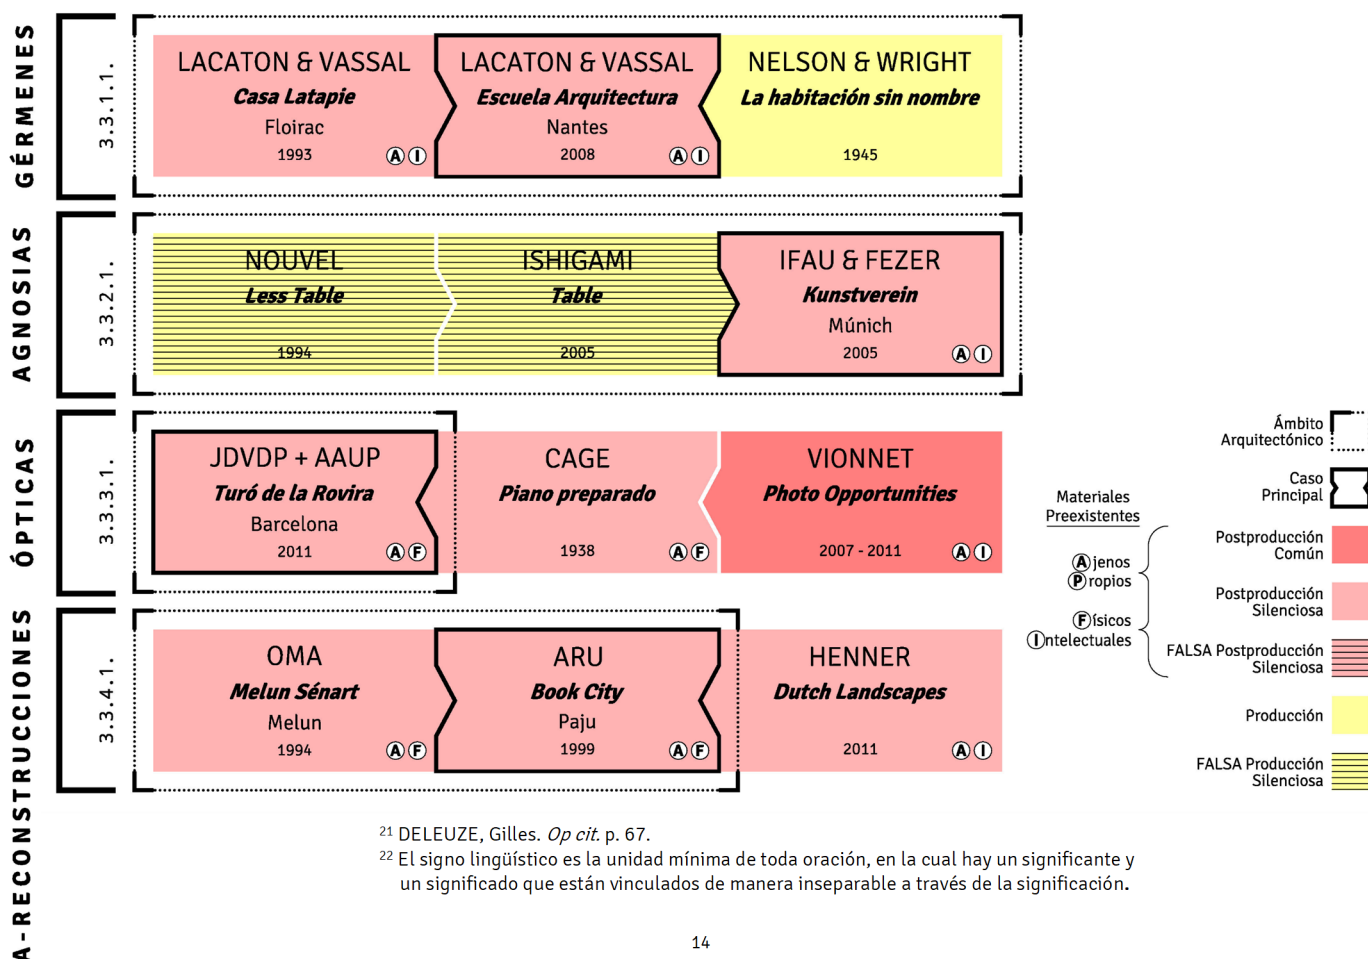 GÉRMENES
3.3.1.1.
LACATON & VASSAL
Casa Latapie
Floirac
1993
A I
LACATON & VASSAL
Escuela Arquitectura
Nantes
2008
A I
NELSON & WRIGHT
La habitación sin nombre
1945
AGNOSIAS
3.3.2.1.
NOUVEL
Less Table
1994
ISHIGAMI
Table
2005
IFAU & FEZER
Kunstverein
Múnich
2005
A I
ÓPTICAS
3.3.3.1.
JDVDP + AAUP
Turó de la Rovira
Barcelona
2011
A F
CAGE
Piano preparado
1938
A F
VIONNET
Photo Opportunities
2007 - 2011
A I
A-RECONSTRUCCIONES
3.3.4.1.
OMA
Melun Sénart
Melun
1994
A F
ARU
Book City
Paju
1999
A F
HENNER
Dutch Landscapes
2011
A I
Materiales
Preexistentes
Ajenos
Propios
Físicos
Intelectuales
Ámbito
Arquitectónico
Caso
Principal
Postproducción
Común
Postproducción
Silenciosa
FALSA Postproducción
Silenciosa
Producción
FALSA Producción
Silenciosa
21 DELEUZE, Gilles. Op cit. p. 67.
22 El signo lingüístico es la unidad mínima de toda oración, en la cual hay un significante y
un significado que están vinculados de manera inseparable a través de la significación.
14